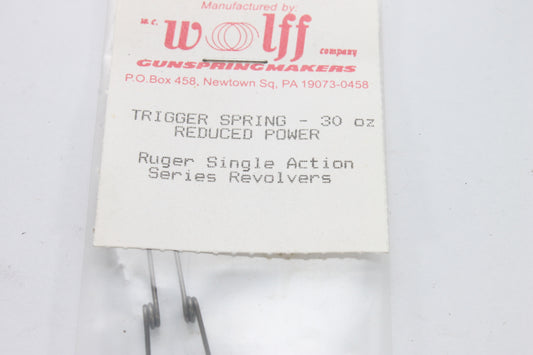 Manufactured by:
W.C. Wolff company
GUNSPRINGMAKERS
P.O.Box 458, Newtown Sq, PA 19073-0458
TRIGGER SPRING - 30 oz
REDUCED POWER
Ruger Single Action
Series Revolvers